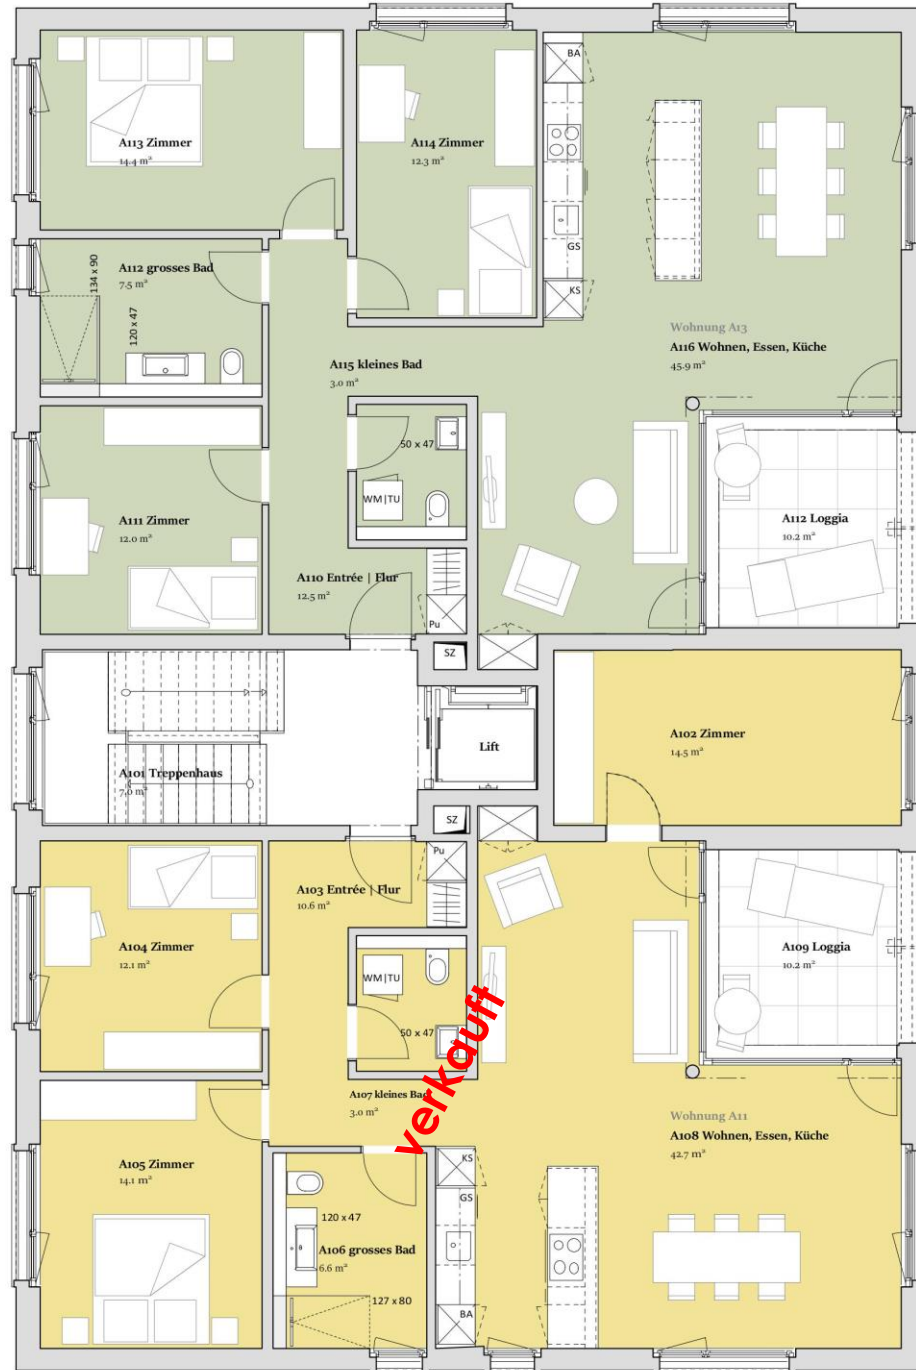 BA
A113 Zimmer
14.4 m²
A114 Zimmer
12.3 m²
GS
KS
A112 grosses Bad
7.5 m²
134 x 90
120 x 47
Wohnung A13
A116 Wohnen, Essen, Küche
45.9 m²
A115 kleines Bad
3.0 m²
50 x 47
WM|TU
A111 Zimmer
12.0 m²
A112 Loggia
10.2 m²
A110 Entrée | Flur
12.5 m²
Pu
SZ
A102 Zimmer
14.5 m²
Lift
A101 Treppenhaus
7.6 m²
SZ
Pu
A103 Entrée | Flur
10.6 m²
A104 Zimmer
12.1 m²
A109 Loggia
10.2 m²
WM|TU
50 x 47
verkauft
A107 kleines Bad
3.0 m²
Wohnung A11
A108 Wohnen, Essen, Küche
42.7 m²
A105 Zimmer
14.1 m²
KS
GS
120 x 47
A106 grosses Bad
6.6 m²
127 x 80
BA